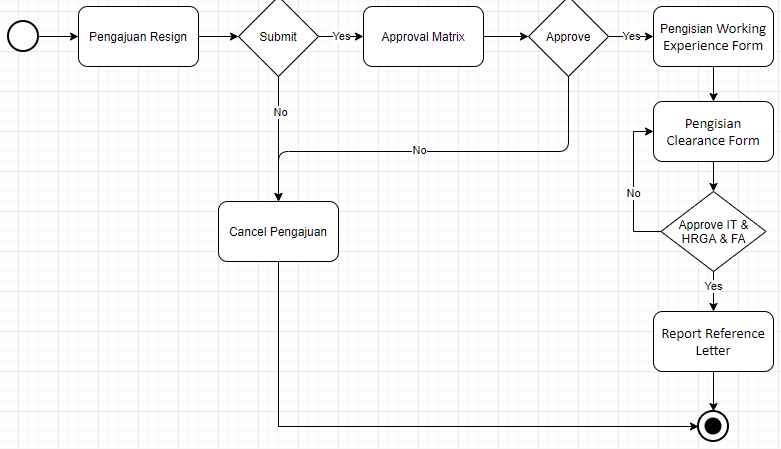 Pengajuan Resign
Submit
Yes
Approval Matrix
Approve
Yes
Pengisian Working
Experience Form
No
No
Pengisian
Clearance Form
No
Approve IT &
HRGA & FA
Cancel Pengajuan
Yes
Report Reference
Letter